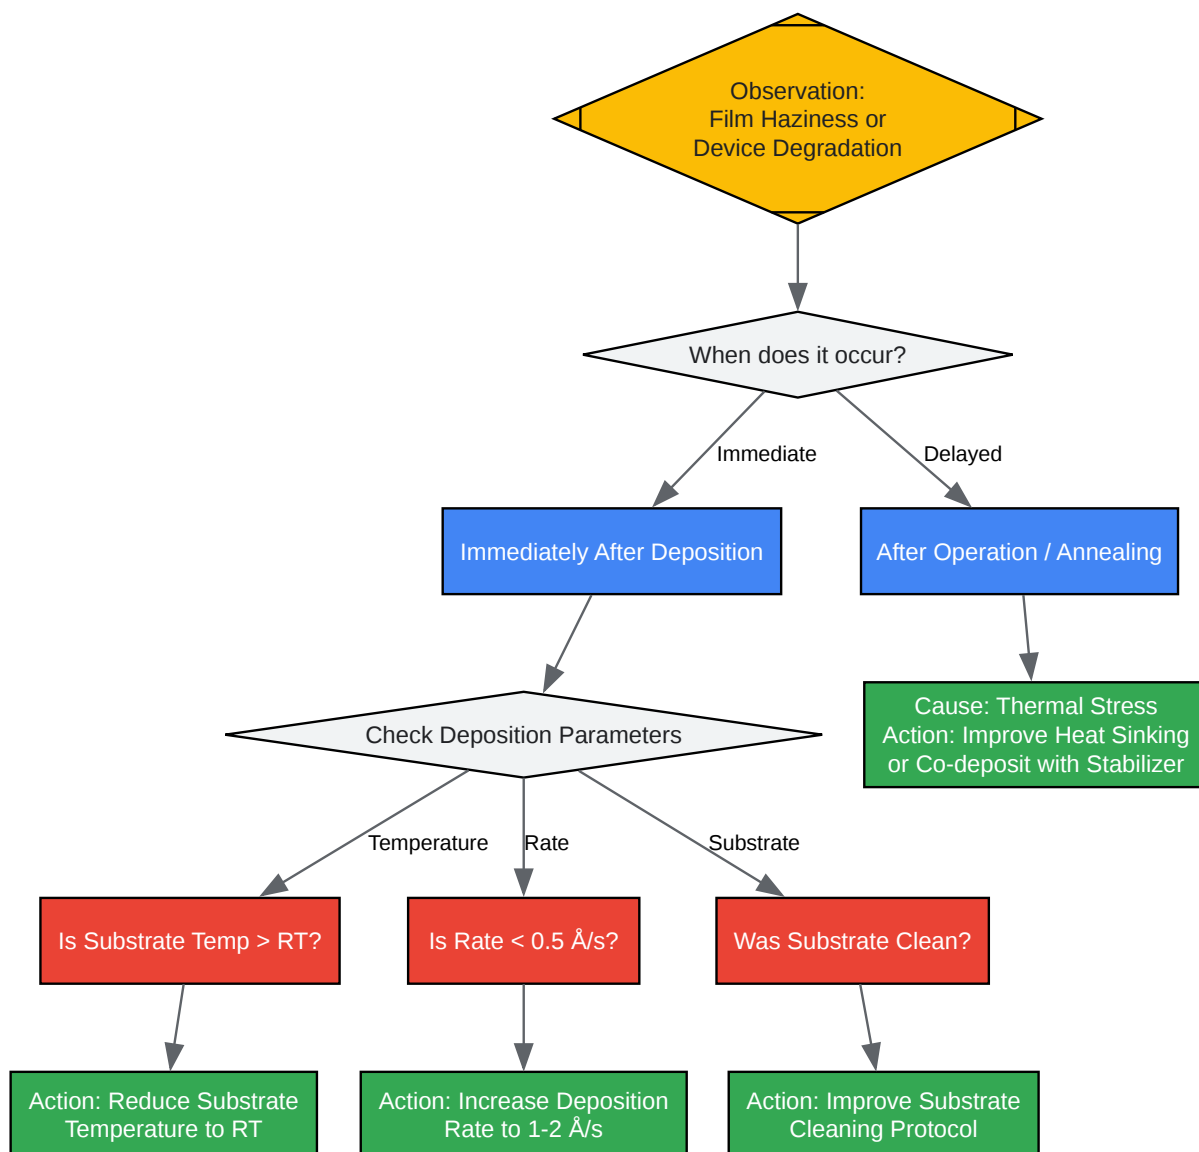 Observation:
Film Haziness or
Device Degradation
When does it occur?
Immediate
Delayed
Immediately After Deposition
After Operation / Annealing
Check Deposition Parameters
Cause: Thermal Stress
Action: Improve Heat Sinking
or Co-deposit with Stabilizer
Temperature
Rate
Substrate
Is Substrate Temp > RT?
Is Rate < 0.5 Å/s?
Was Substrate Clean?
Action: Reduce Substrate
Temperature to RT
Action: Increase Deposition
Rate to 1-2 Å/s
Action: Improve Substrate
Cleaning Protocol